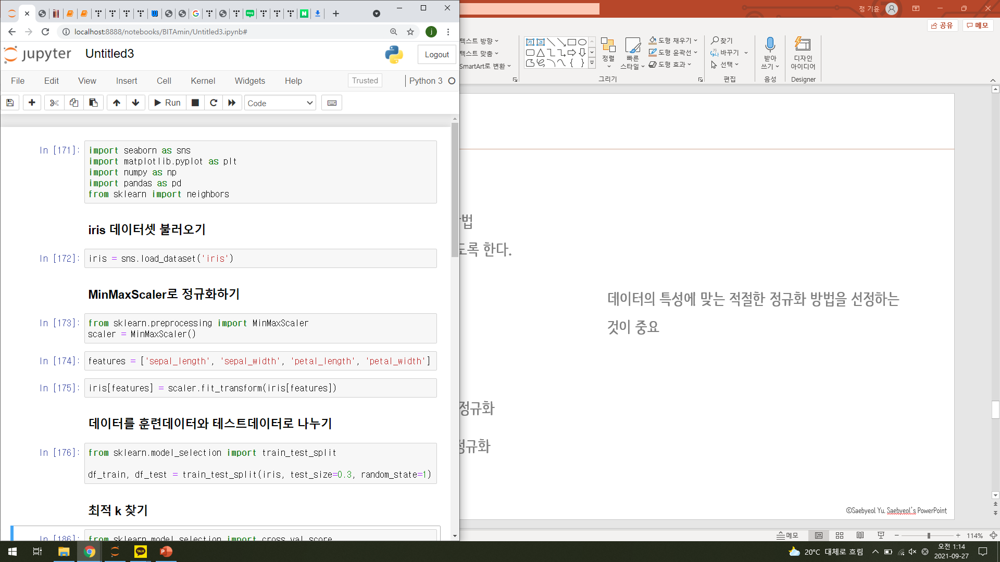 localhost:8888/notebooks/BITAmin/Untitled3.ipynb#
j
jupyter
Untitled3
Logout
File
Edit
View
Insert
Cell
Kernel
Widgets
Help
Trusted
Python 3
Run
Code
In [171]:
import seaborn as sns
import matplotlib.pyplot as plt
import numpy as np
import pandas as pd
from sklearn import neighbors
iris 데이터셋 불러오기
In [172]:
iris = sns.load_dataset('iris')
MinMaxScaler로 정규화하기
In [173]:
from sklearn.preprocessing import MinMaxScaler
scaler = MinMaxScaler()
In [174]:
features = ['sepal_length', 'sepal_width', 'petal_length', 'petal_width']
In [175]:
iris[features] = scaler.fit_transform(iris[features])
데이터를 훈련데이터와 테스트데이터로 나누기
In [176]:
from sklearn.model_selection import train_test_split
df_train, df_test = train_test_split(iris, test_size=0.3, random_state=1)
최적 k 찾기
In [186]:
from sklearn.model_selection import cross_val_score
정 기윤
공유
메모
텍스트 방향
텍스트 맞춤
SmartArt로 변환
정렬
빠른
스타일
도형 채우기
도형 윤곽선
도형 효과
그리기
찾기
바꾸기
선택
편집
받아
쓰기
음성
디자인
아이디어
Designer
법
도록 한다.
데이터의 특성에 맞는 적절한 정규화 방법을 선정하는
것이 중요
정규화
정규화
©Saebyeol Yu. Saebyeol's PowerPoint
메모
114%
TALK
20°C 대체로 흐림
오전 1:14
2021-09-27